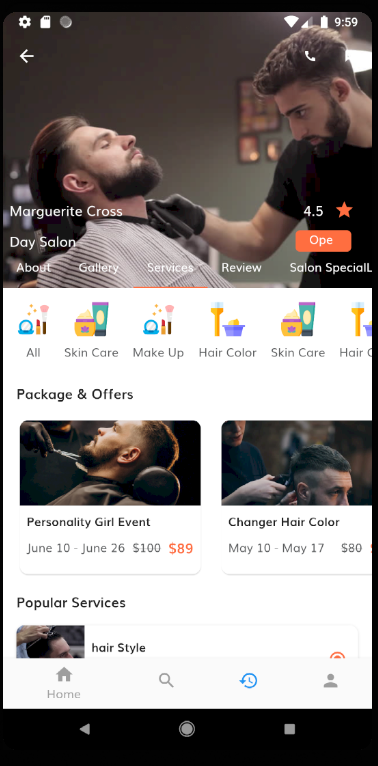 9:59
Marguerite Cross
4.5
Day Salon
Ope
About Gallery Services Review Salon SpecialL
All Skin Care Make Up Hair Color Skin Care Hair C
Package & Offers
Personality Girl Event
June 10 - June 26 $100 $89
Changer Hair Color
May 10 - May 17 $80
Popular Services
hair Style
Home